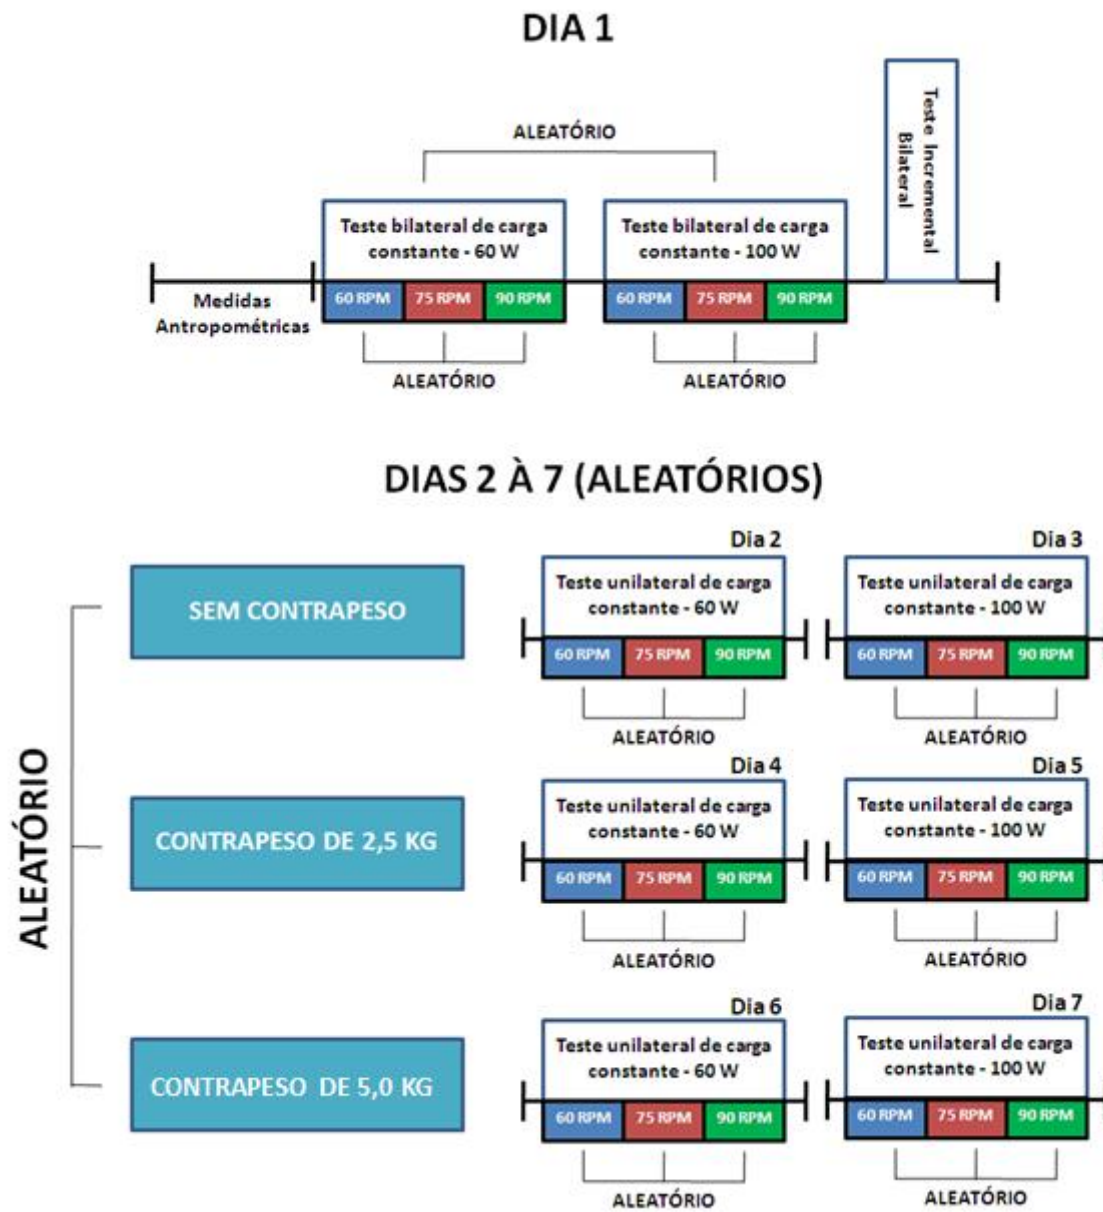 DIA 1
ALEATÓRIO
Teste Incremental
Bilateral
Teste bilateral de carga
constante - 60 W
Teste bilateral de carga
constante - 100 W
Medidas
Antropométricas
60 RPM 75 RPM 90 RPM
60 RPM 75 RPM 90 RPM
ALEATÓRIO
ALEATÓRIO
DIAS 2 À 7 (ALEATÓRIOS)
ALEATÓRIO
SEM CONTRAPESO
Dia 2
Teste unilateral de carga
constante - 60 W
60 RPM 75 RPM 90 RPM
ALEATÓRIO
Dia 3
Teste unilateral de carga
constante - 100 W
60 RPM 75 RPM 90 RPM
ALEATÓRIO
CONTRAPESO DE 2,5 KG
Dia 4
Teste unilateral de carga
constante - 60 W
60 RPM 75 RPM 90 RPM
ALEATÓRIO
Dia 5
Teste unilateral de carga
constante - 100 W
60 RPM 75 RPM 90 RPM
ALEATÓRIO
CONTRAPESO DE 5,0 KG
Dia 6
Teste unilateral de carga
constante - 60 W
60 RPM 75 RPM 90 RPM
ALEATÓRIO
Dia 7
Teste unilateral de carga
constante - 100 W
60 RPM 75 RPM 90 RPM
ALEATÓRIO